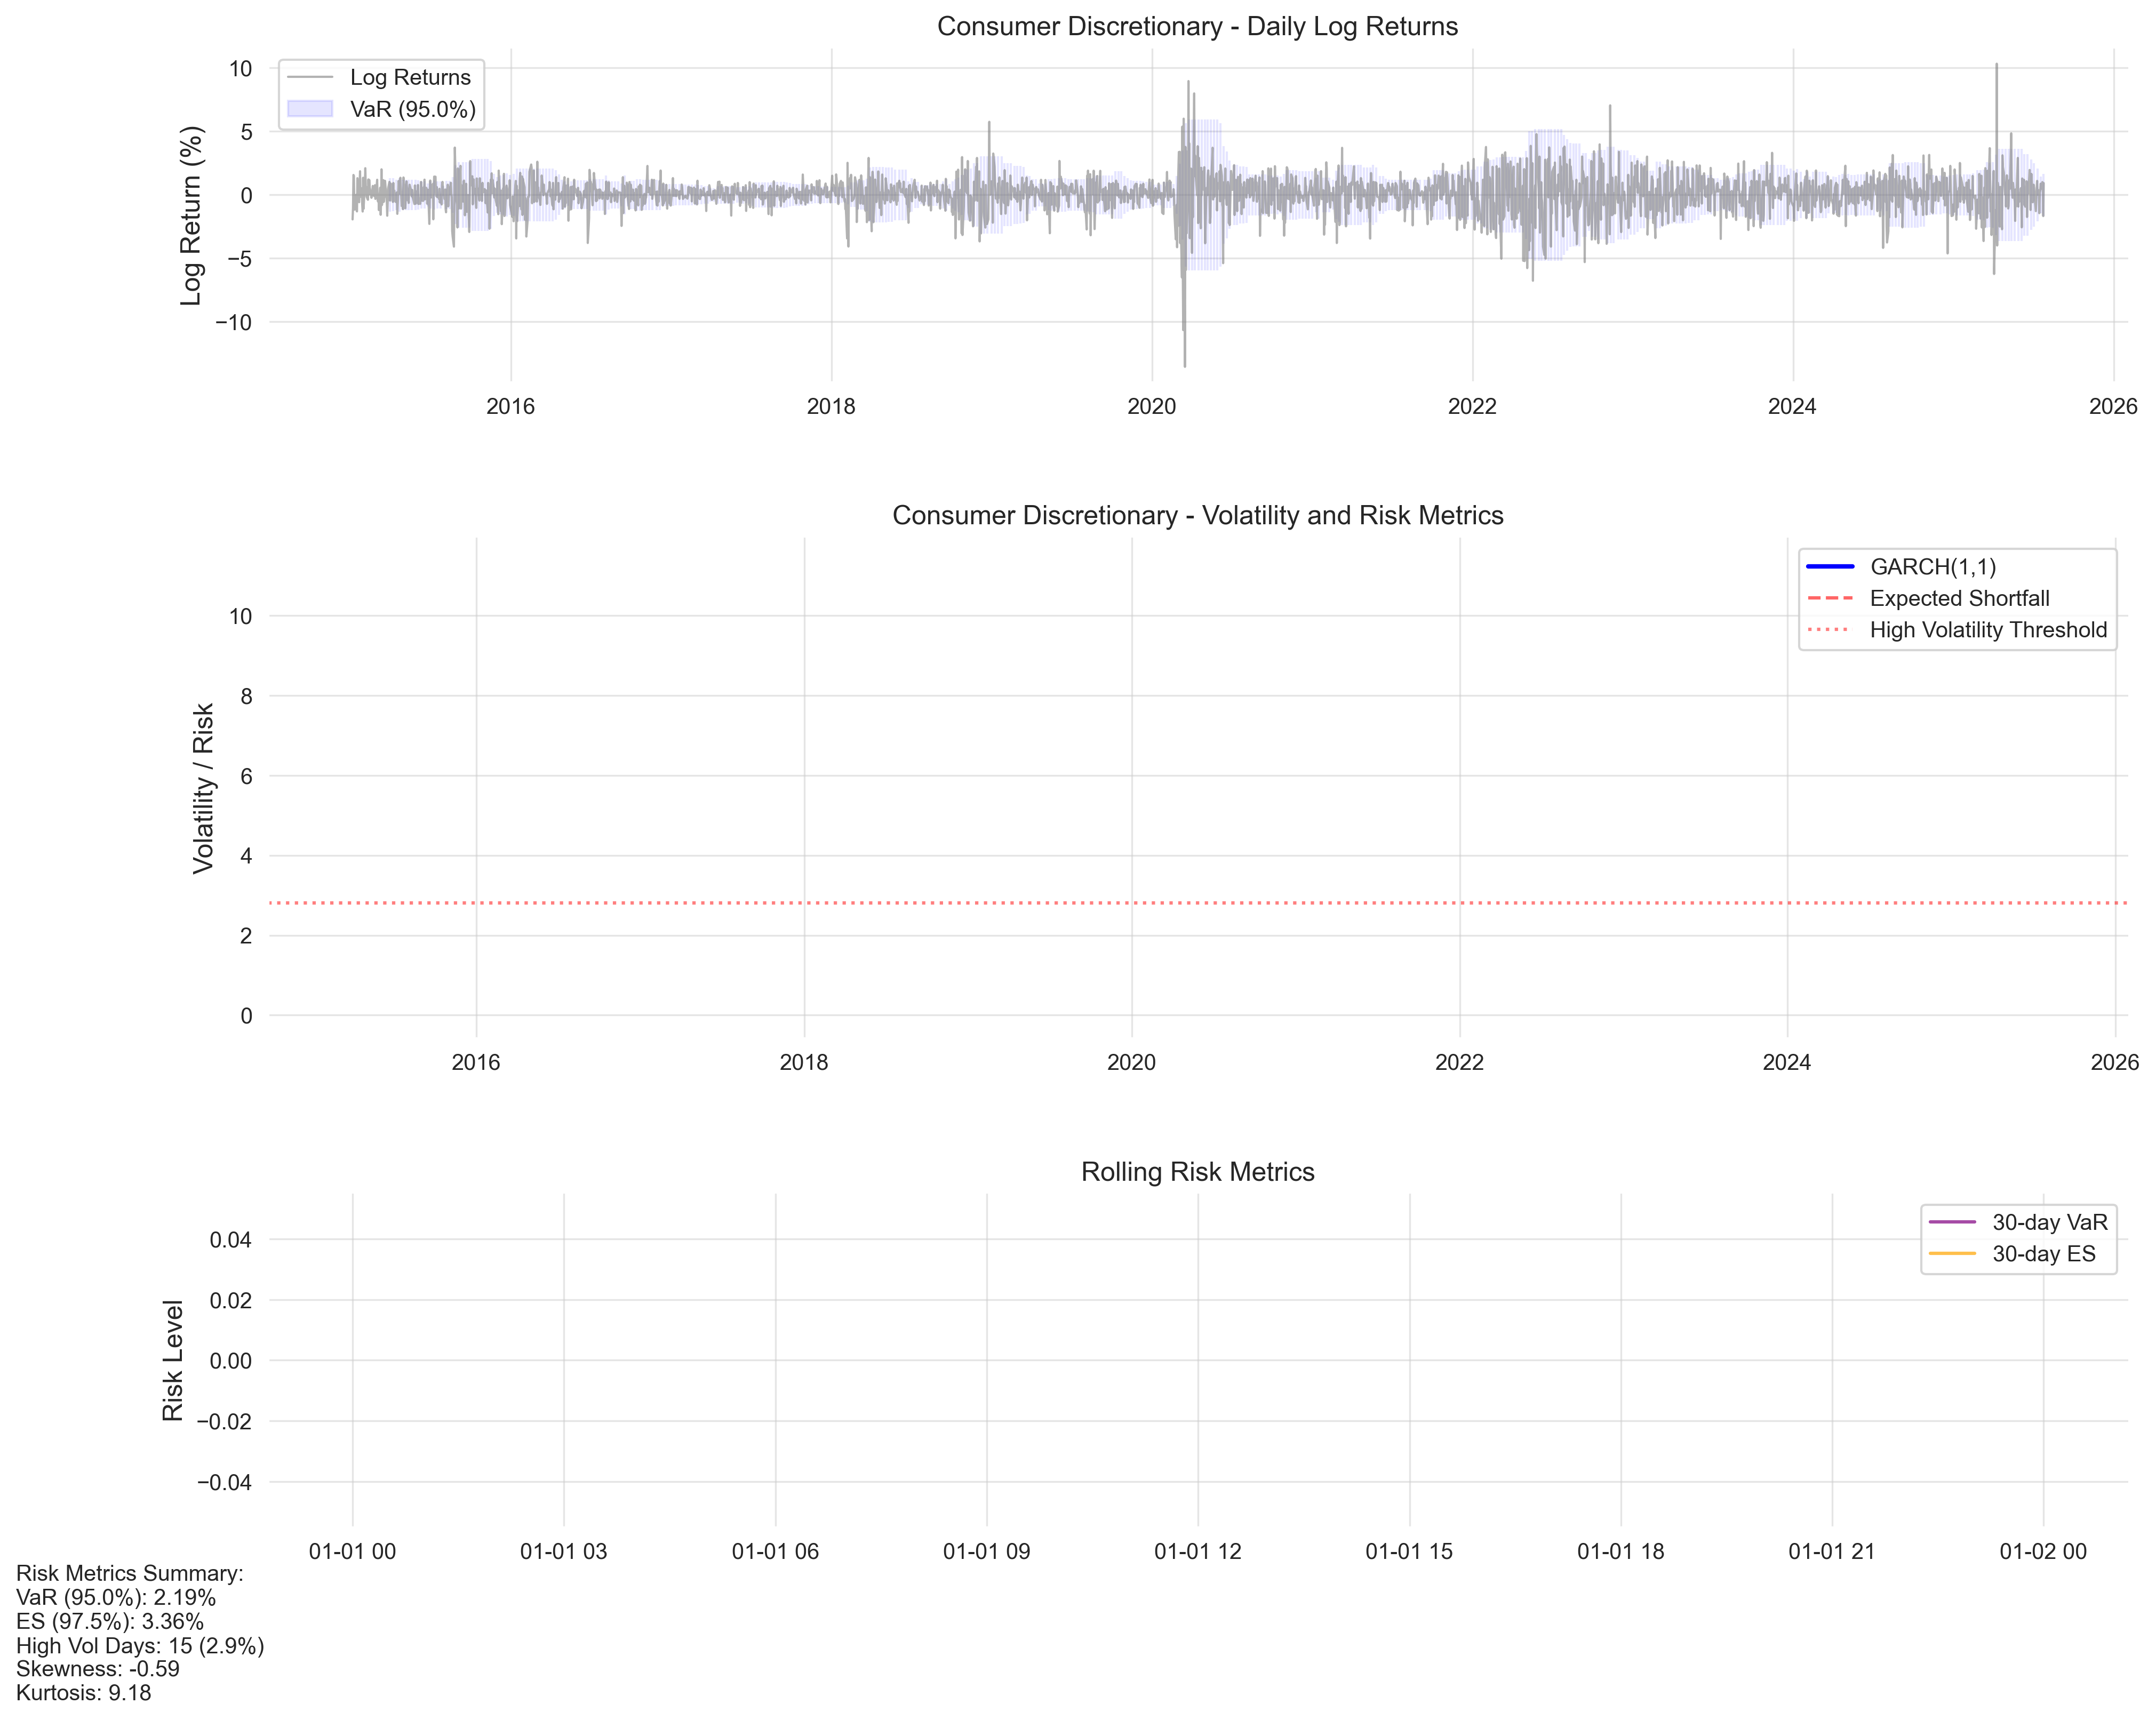 Consumer Discretionary - Daily Log Returns
Log Returns
VaR (95.0%)
Log Return (%)
10
5
0
−5
−10
2016
2018
2020
2022
2024
2026
Consumer Discretionary - Volatility and Risk Metrics
GARCH(1,1)
Expected Shortfall
High Volatility Threshold
Volatility / Risk
10
8
6
4
2
0
2016
2018
2020
2022
2024
2026
Rolling Risk Metrics
30-day VaR
30-day ES
Risk Level
0.04
0.02
0.00
−0.02
−0.04
01-01 00
01-01 03
01-01 06
01-01 09
01-01 12
01-01 15
01-01 18
01-01 21
01-02 00
Risk Metrics Summary:
VaR (95.0%): 2.19%
ES (97.5%): 3.36%
High Vol Days: 15 (2.9%)
Skewness: -0.59
Kurtosis: 9.18